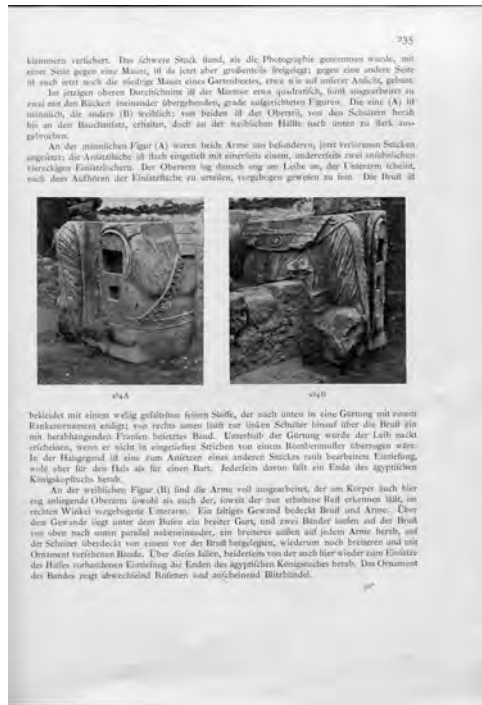 235
klammern versichert. Das schwere Stück stand, als die Photographie genommen wurde, mit
einer Seite gegen eine Mauer, ist da jetzt aber großenteils freigelegt; gegen eine andere Seite
ist auch jetzt noch die niedrige Mauer eines Gartenbeetes, etwa wie auf unserer Ansicht, gebaut.
Im jetzigen oberen Durchschnitte ist der Marmor etwa quadratisch, sonst ausgearbeitet zu
zwei mit den Rücken ineinander übergehenden, grade aufgerichteten Figuren. Die eine (A) ist
männlich, die andere (B) weiblich; von beiden ist der Oberteil, von den Schultern herab
bis an den Bauchansatz, erhalten, doch an der weiblichen Hälfte nach unten zu stark aus-
gebrochen.
An der männlichen Figur (A) waren beide Arme aus besonderen, jetzt verlorenen Stücken
angesetzt; die Ansatzfläche ist flach eingetieft mit einerseits einem, andererseits zwei ansehnlichen
viereckigen Einsatzlöchern. Der Oberarm lag danach eng am Leibe an, der Unterarm scheint,
nach dem Aufhören der Einsatzfläche zu urteilen, vorgebogen gewesen zu sein. Die Brust ist
284A
284B
bekleidet mit einem wellig gefältelten feinen Stoffe, der nach unten in eine Gürtung mit einem
Rankenornament endigt; von rechts unten läuft zur linken Schulter hinauf über die Brust ein
mit herabhängenden Fransen besetztes Band. Unterhalb der Gürtung würde der Leib nackt
erscheinen, wenn er nicht in eingetieften Strichen von einem Rombenmuster überzogen wäre.
In der Halsgegend ist eine zum Ansetzen eines anderen Stückes rauh bearbeitete Eintiefung,
wohl eher für den Hals als für einen Bart. Jederseits davon fällt ein Ende des ägyptischen
Königskopftuchs herab.
An der weiblichen Figur (B) sind die Arme voll ausgearbeitet, der am Körper auch hier
eng anliegende Oberarm sowohl als auch der, soweit der nur erhaltene Rest erkennen läßt, im
rechten Winkel vorgebogene Unterarm. Ein faltiges Gewand bedeckt Brust und Arme. Über
dem Gewande liegt unter dem Busen ein breiter Gurt, und zwei Bänder laufen auf der Brust
von oben nach unten parallel nebeneinander, ein breiteres außen auf jedem Arme herab, auf
der Schulter überdeckt von einem vor der Brust hergelegten, wiederum noch breiteren und mit
Ornament versehenen Bande. Über dieses fallen, beiderseits von der auch hier wieder zum Einsatze
des Halses vorhandenen Eintiefung die Enden des ägyptischen Königstuches herab. Das Ornament
des Bandes zeigt abwechselnd Rosetten und anscheinend Blitzbündel.